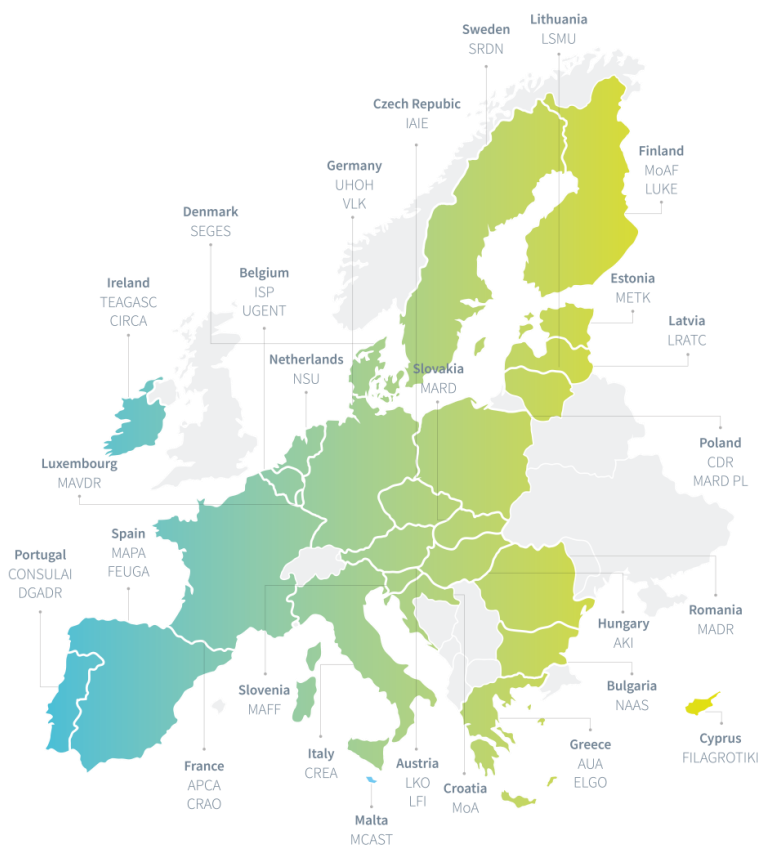 Lithuania
LSMU
Sweden
SRDN
Czech Repubic
IAIE
Finland
MoAF
LUKE
Germany
UHOH
VLK
Denmark
SEGES
Belgium
ISP
UGENT
Ireland
TEAGASC
CIRCA
Estonia
METK
Latvia
LRATC
Netherlands
NSU
Slovakia
MARD
Poland
CDR
MARD PL
Luxembourg
MAVDR
Spain
MAPA
FEUGA
Portugal
CONSULAI
DGADR
Romania
MADR
Hungary
AKI
Slovenia
MAFF
Bulgaria
NAAS
Cyprus
FILAGROTIKI
Greece
AUA
ELGO
Italy
CREA
France
APCA
CRAO
Austria
LKO
LFI
Croatia
MoA
Malta
MCAST